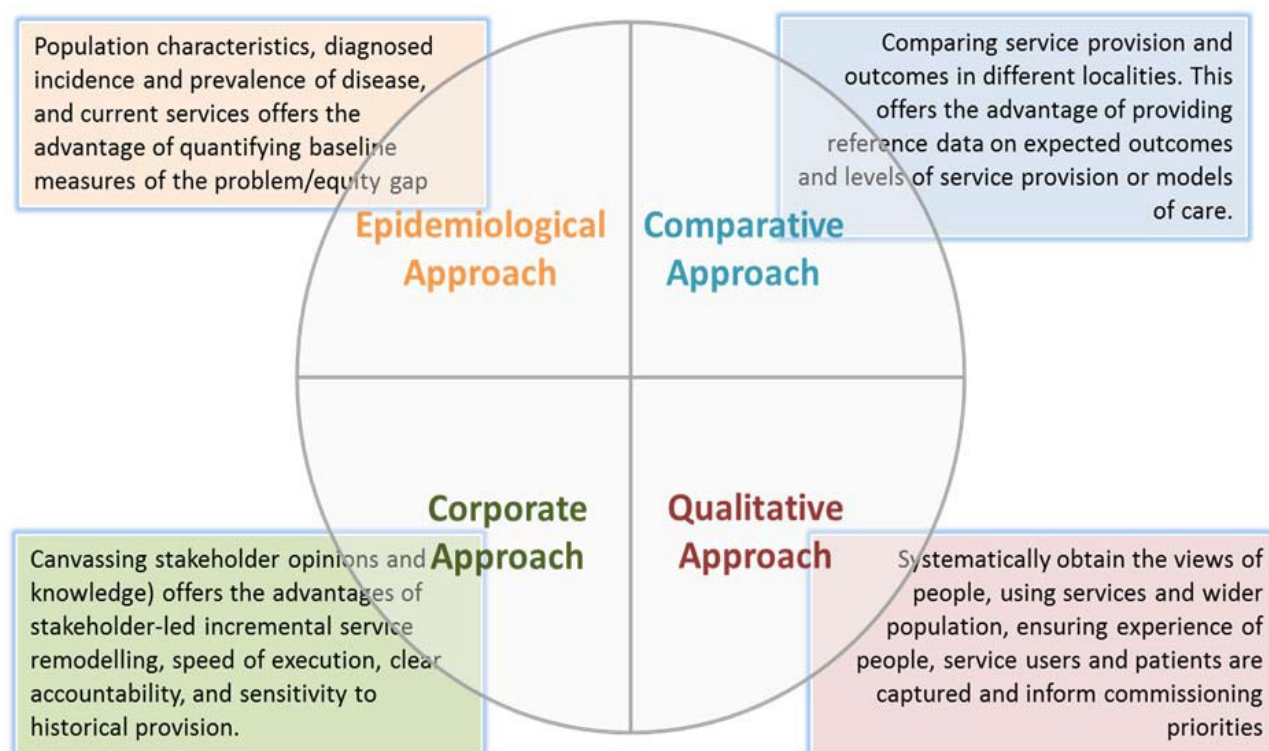 Population characteristics, diagnosed
incidence and prevalence of disease,
and current services offers the
advantage of quantifying baseline
measures of the problem/equity gap
Comparing service provision and
outcomes in different localities. This
offers the advantage of providing
reference data on expected outcomes
and levels of service provision or models
of care.
Epidemiological
Approach
Comparative
Approach
Corporate
Approach
Qualitative
Approach
Canvassing stakeholder opinions and
knowledge) offers the advantages of
stakeholder-led incremental service
remodelling, speed of execution, clear
accountability, and sensitivity to
historical provision.
Systematically obtain the views of
people, using services and wider
population, ensuring experience of
people, service users and patients are
captured and inform commissioning
priorities